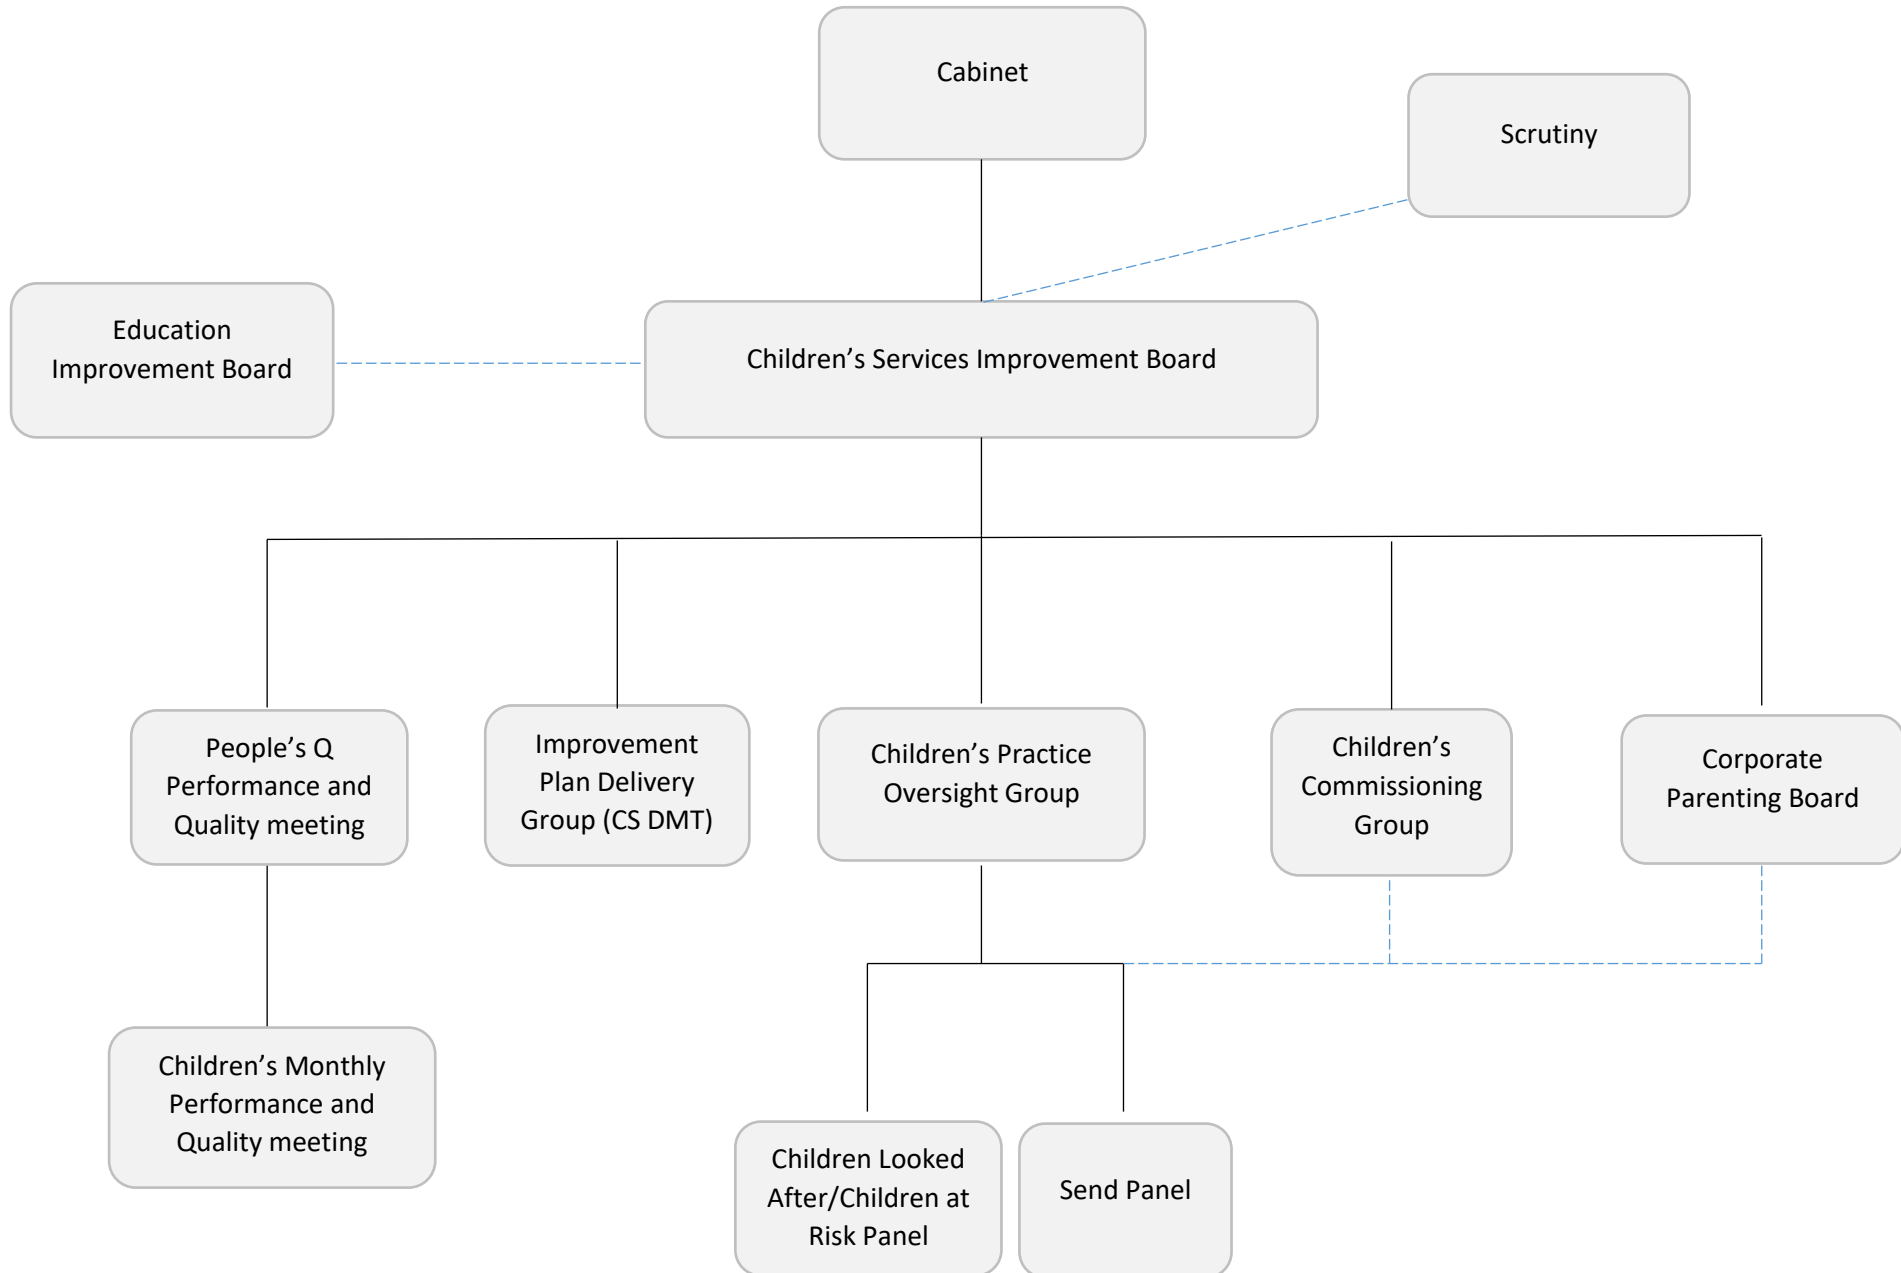 Cabinet
Scrutiny
Education
Improvement Board
Children’s Services Improvement Board
People’s Q
Performance and
Quality meeting
Improvement
Plan Delivery
Group (CS DMT)
Children’s Practice
Oversight Group
Children’s
Commissioning
Group
Corporate
Parenting Board
Children’s Monthly
Performance and
Quality meeting
Children Looked
After/Children at
Risk Panel
Send Panel